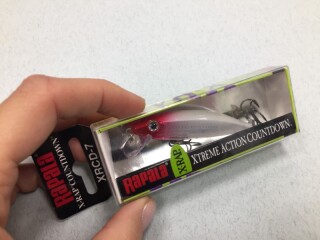 XRCD-7
RAPALA
X-RAP COUNTDOWN
RAPALA
X-RAP
XTREME ACTION COUNTDOWN